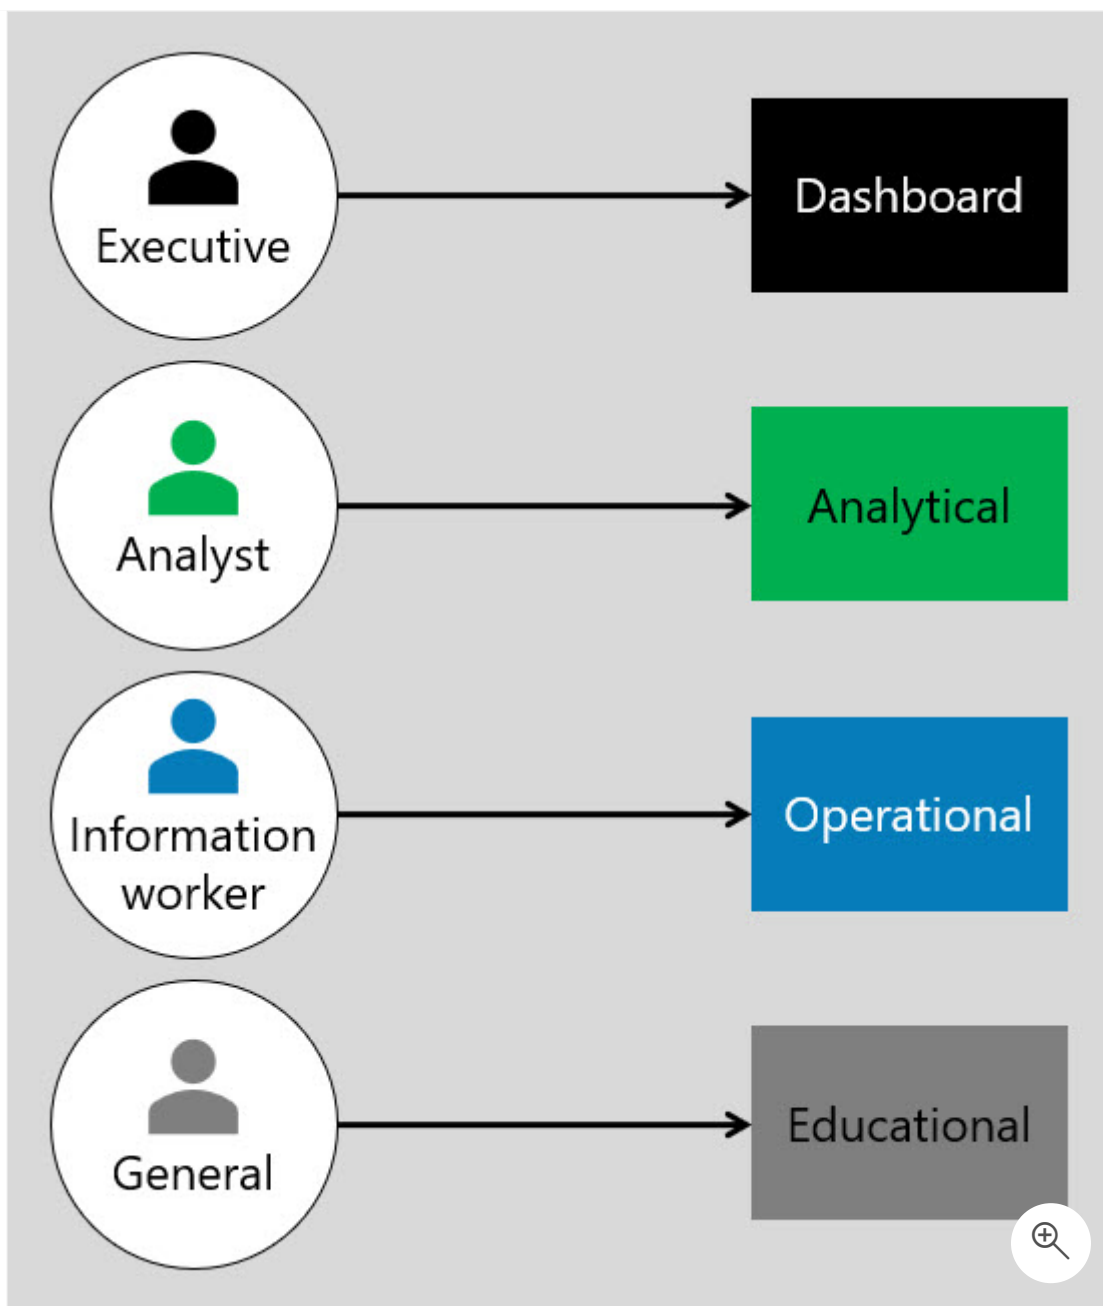 Executive
Dashboard
Analyst
Analytical
Information
worker
Operational
General
Educational